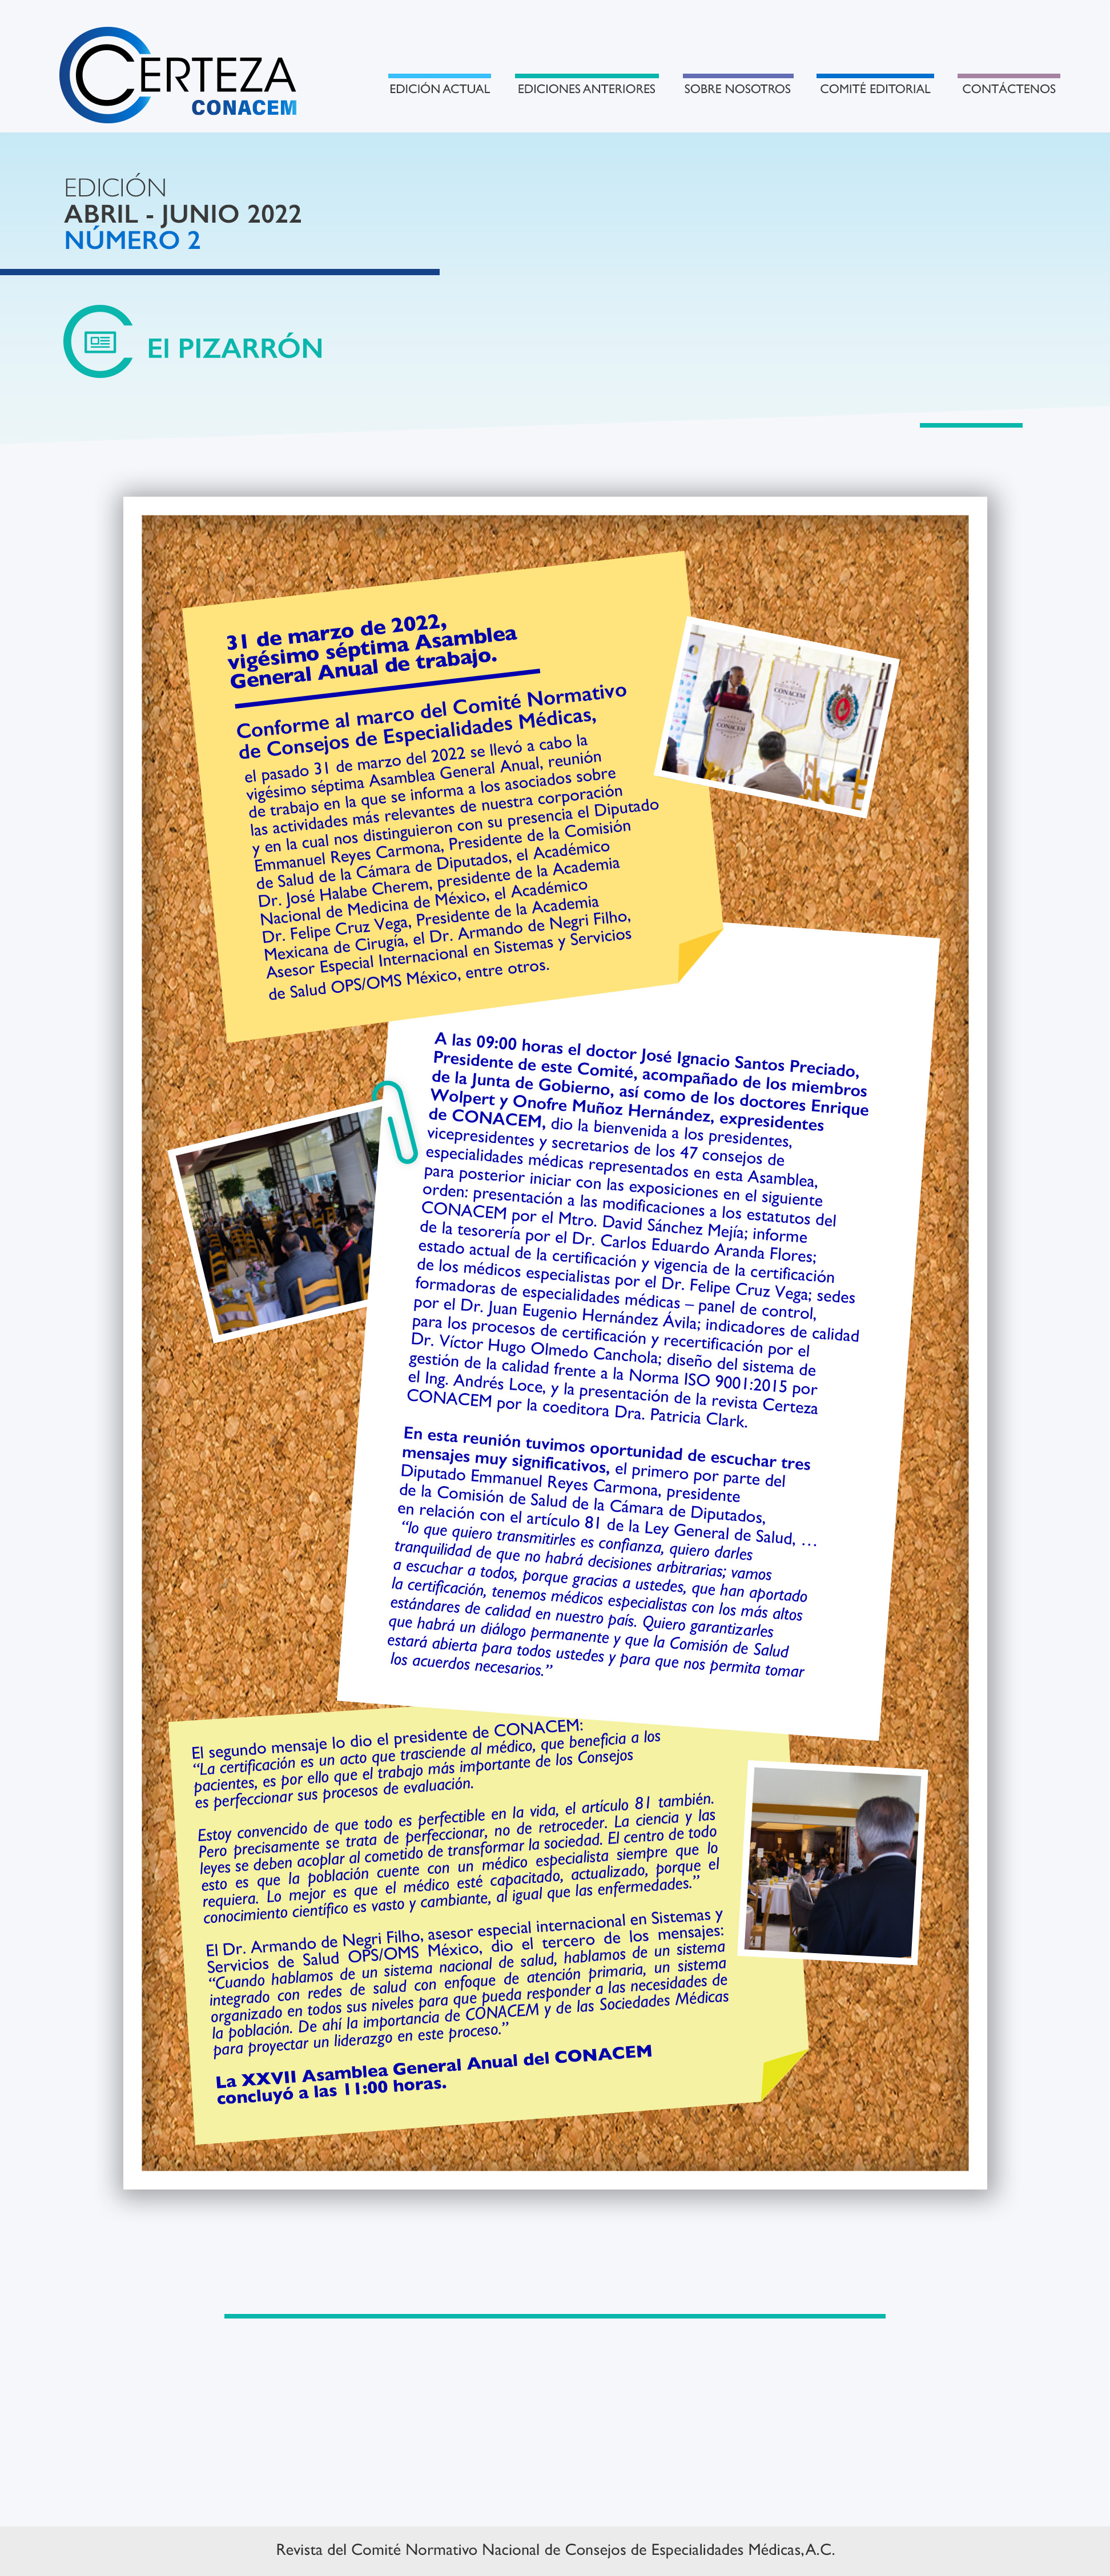 CERTEZA
CONACEM
EDICIÓN ACTUAL
EDICIONES ANTERIORES
SOBRE NOSOTROS
COMITÉ EDITORIAL
CONTÁCTENOS
EDICIÓN
ABRIL - JUNIO 2022
NÚMERO 2
El PIZARRÓN
31 de marzo de 2022,
vigésimo séptima Asamblea
General Anual de trabajo.
Conforme al marco del Comité Normativo
de Consejos de Especialidades Médicas,
el pasado 31 de marzo del 2022 se llevó a cabo la
vigésimo séptima Asamblea General Anual, reunión
de trabajo en la que se informa a los asociados sobre
las actividades más relevantes de nuestra corporación
y en la cual nos distinguieron con su presencia el Diputado
Emmanuel Reyes Carmona, Presidente de la Comisión
de Salud de la Cámara de Diputados, el Académico
Dr. José Halabe Cherem, presidente de la Academia
Nacional de Medicina de México, el Académico
Dr. Felipe Cruz Vega, Presidente de la Academia
Mexicana de Cirugía, el Dr. Armando de Negri Filho,
Asesor Especial Internacional en Sistemas y Servicios
de Salud OPS/OMS México, entre otros.
CONACEM
CONACEM
A las 09:00 horas el doctor José Ignacio Santos Preciado,
Presidente de este Comité, acompañado de los miembros
de la Junta de Gobierno, así como de los doctores Enrique
Wolpert y Onofre Muñoz Hernández, expresidentes
de CONACEM, dio la bienvenida a los presidentes,
vicepresidentes y secretarios de los 47 consejos de
especialidades médicas representados en esta Asamblea,
para posterior iniciar con las exposiciones en el siguiente
orden: presentación a las modificaciones a los estatutos del
CONACEM por el Mtro. David Sánchez Mejía; informe
de la tesorería por el Dr. Carlos Eduardo Aranda Flores;
estado actual de la certificación y vigencia de la certificación
de los médicos especialistas por el Dr. Felipe Cruz Vega; sedes
formadoras de especialidades médicas – panel de control,
por el Dr. Juan Eugenio Hernández Ávila; indicadores de calidad
para los procesos de certificación y recertificación por el
Dr. Víctor Hugo Olmedo Canchola; diseño del sistema de
gestión de la calidad frente a la Norma ISO 9001:2015 por
el Ing. Andrés Loce, y la presentación de la revista Certeza
CONACEM por la coeditora Dra. Patricia Clark.
En esta reunión tuvimos oportunidad de escuchar tres
mensajes muy significativos, el primero por parte del
Diputado Emmanuel Reyes Carmona, presidente
de la Comisión de Salud de la Cámara de Diputados,
en relación con el artículo 81 de la Ley General de Salud, …
“lo que quiero transmitirles es confianza, quiero darles
tranquilidad de que no habrá decisiones arbitrarias; vamos
a escuchar a todos, porque gracias a ustedes, que han aportado
la certificación, tenemos médicos especialistas con los más altos
estándares de calidad en nuestro país. Quiero garantizarles
que habrá un diálogo permanente y que la Comisión de Salud
estará abierta para todos ustedes y para que nos permita tomar
los acuerdos necesarios.”
El segundo mensaje lo dio el presidente de CONACEM:
“La certificación es un acto que trasciende al médico, que beneficia a los
pacientes, es por ello que el trabajo más importante de los Consejos
es perfeccionar sus procesos de evaluación.
Estoy convencido de que todo es perfectible en la vida, el artículo 81 también.
Pero precisamente se trata de perfeccionar, no de retroceder. La ciencia y las
leyes se deben acoplar al cometido de transformar la sociedad. El centro de todo
esto es que la población cuente con un médico especialista siempre que lo
requiera. Lo mejor es que el médico esté capacitado, actualizado, porque el
conocimiento científico es vasto y cambiante, al igual que las enfermedades.”
El Dr. Armando de Negri Filho, asesor especial internacional en Sistemas y
Servicios de Salud OPS/OMS México, dio el tercero de los mensajes:
“Cuando hablamos de un sistema nacional de salud, hablamos de un sistema
integrado con redes de salud con enfoque de atención primaria, un sistema
organizado en todos sus niveles para que pueda responder a las necesidades de
la población. De ahí la importancia de CONACEM y de las Sociedades Médicas
para proyectar un liderazgo en este proceso.”
La XXVII Asamblea General Anual del CONACEM
concluyó a las 11:00 horas.
Revista del Comité Normativo Nacional de Consejos de Especialidades Médicas,A.C.